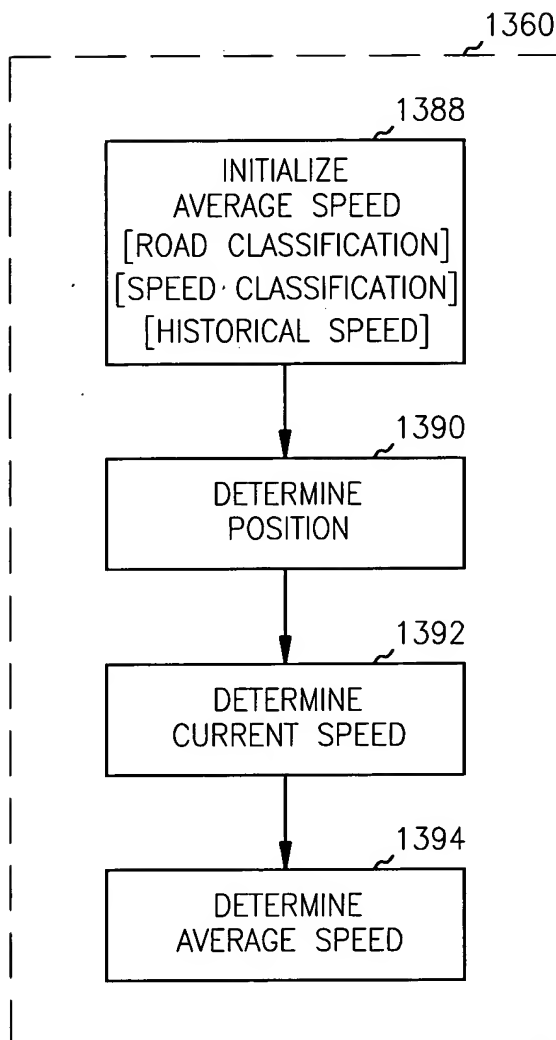 1360
1388
INITIALIZE
AVERAGE SPEED
[ROAD CLASSIFICATION]
[SPEED CLASSIFICATION]
[HISTORICAL SPEED]
1390
DETERMINE
POSITION
1392
DETERMINE
CURRENT SPEED
1394
DETERMINE
AVERAGE SPEED